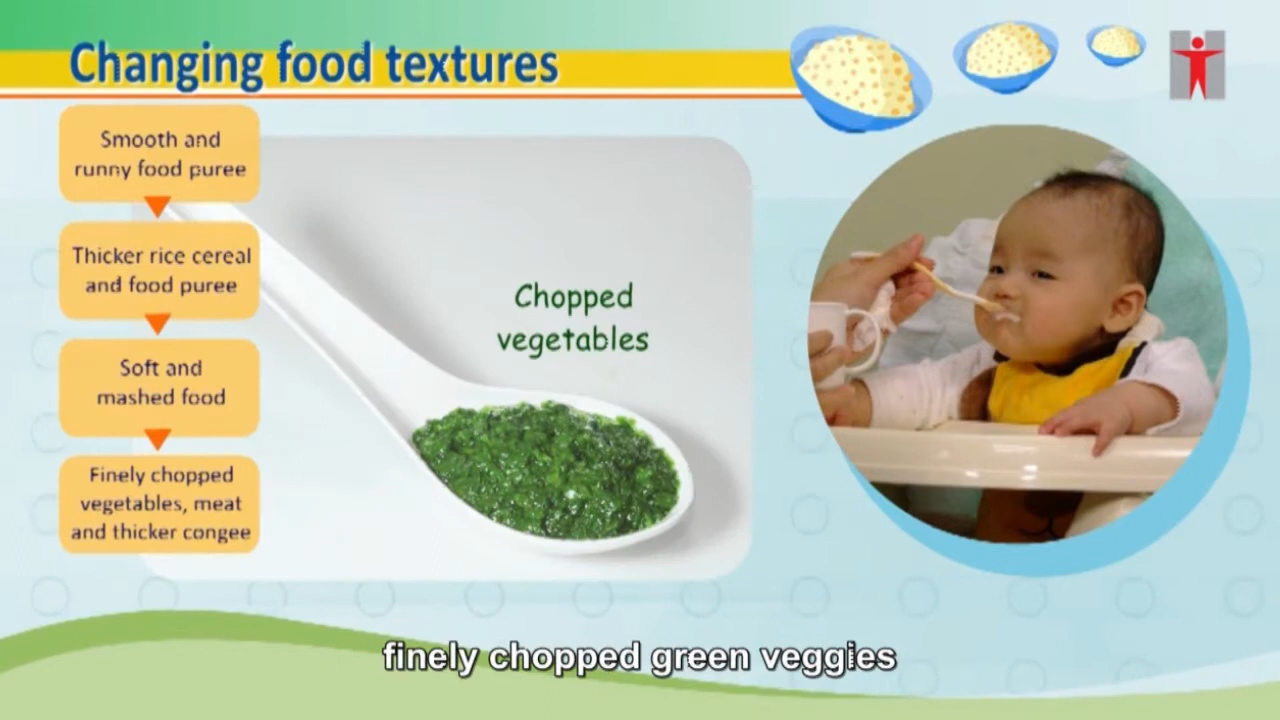 Changing food textures
Smooth and
runny food puree
Thicker rice cereal
and food puree
Soft and
mashed food
Finely chopped
vegetables, meat
and thicker congee
Chopped
vegetables
finely chopped green veggies